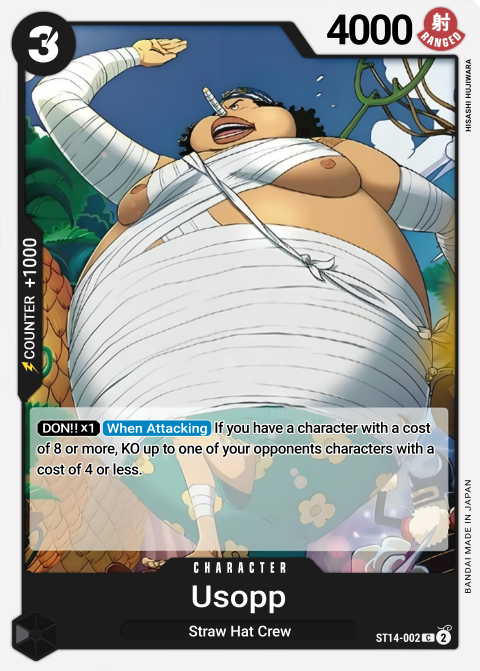 3
4000
射
RANGED
HISASHI HUJIWARA
COUNTER +1000
DON!! x1 When Attacking If you have a character with a cost
of 8 or more, KO up to one of your opponents characters with a
cost of 4 or less.
BANDAI MADE IN JAPAN
CHARACTER
Usopp
Straw Hat Crew
ST14-002 C 2